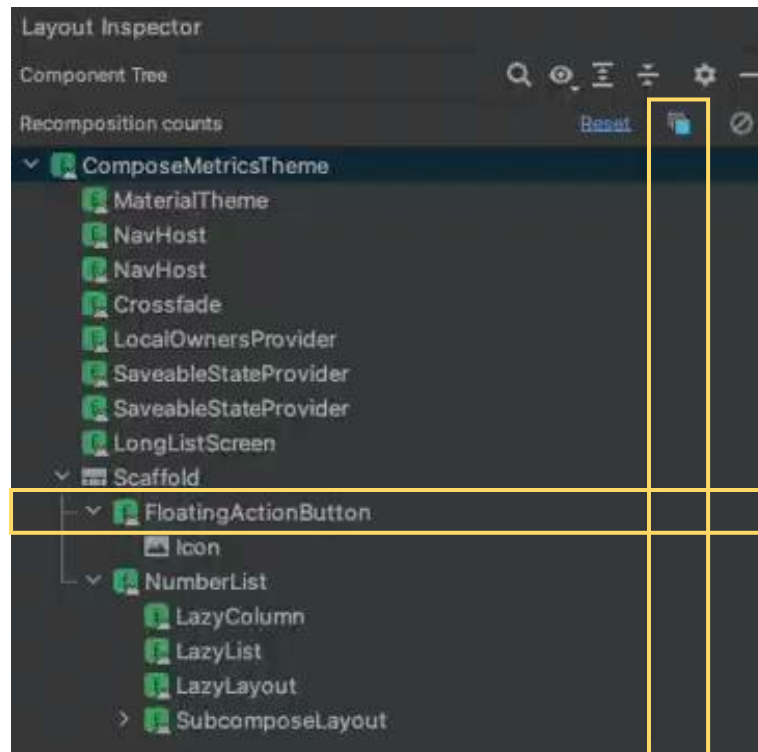 Layout Inspector
Component Tree
Recomposition counts Reset
ComposeMetricsTheme
MaterialTheme
NavHost
NavHost
Crossfade
LocalOwnersProvider
SaveableStateProvider
SaveableStateProvider
LongListScreen
Scaffold
FloatingActionButton
Icon
NumberList
LazyColumn
LazyList
LazyLayout
SubcomposeLayout